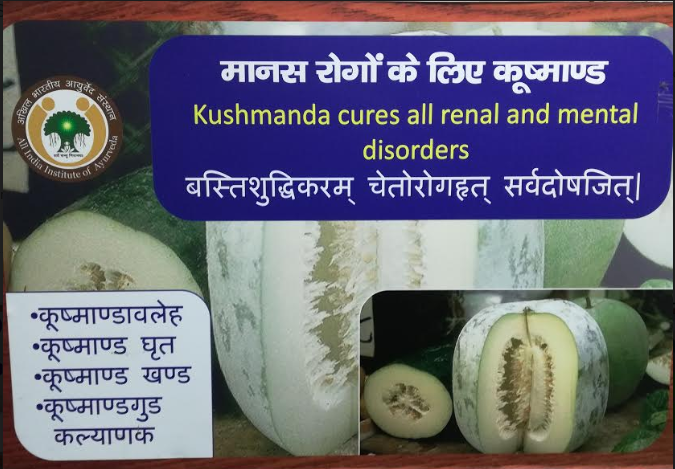 मानस रोगों के लिए कूष्माण्ड
Kushmanda cures all renal and mental
disorders
बस्तिशुद्धिकरम् चेतोरोगहृत् सर्वदोषजित्|
अखिल भारतीय आयुर्वेद संस्थान
All India Institute of Ayurveda
•कूष्माण्डावलेह
•कूष्माण्ड घृत
•कूष्माण्ड खण्ड
•कूष्माण्डगुड
कल्याणक